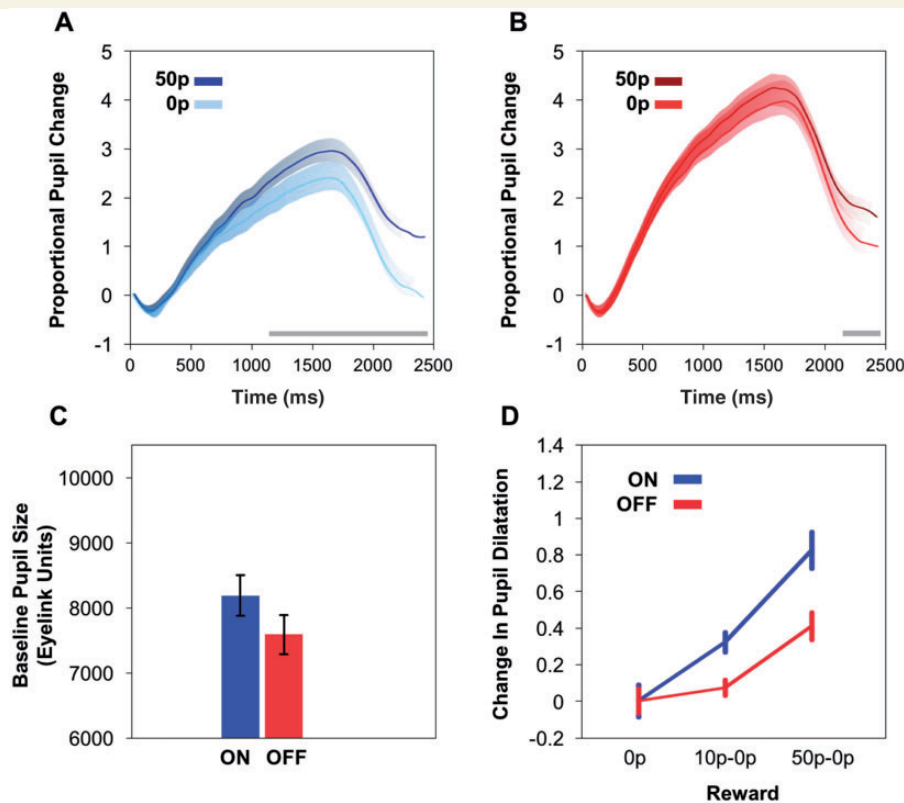 A
B
5
4
3
2
1
0
-1
Proportional Pupil Change
50p
0p
0 500 1000 1500 2000 2500
Time (ms)
5
4
3
2
1
0
-1
Proportional Pupil Change
50p
0p
0 500 1000 1500 2000 2500
Time (ms)
C
10000
9000
8000
7000
6000
Baseline Pupil Size
(Eyelink Units)
ON OFF
D
1.4
1.2
1
0.8
0.6
0.4
0.2
0
-0.2
Change In Pupil Dilatation
ON
OFF
0p 10p-0p 50p-0p
Reward